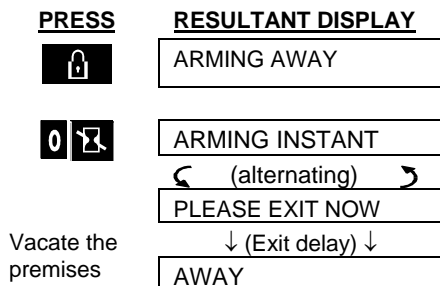 PRESS RESULTANT DISPLAY
ARMING AWAY
0 ARMING INSTANT
(alternating)
PLEASE EXIT NOW
Vacate the ↓ (Exit delay) ↓
premises AWAY